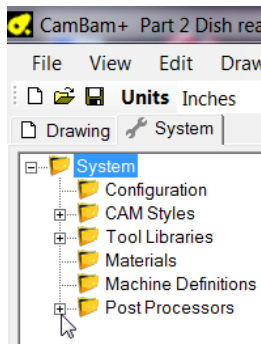 CamBam+ Part 2 Dish rea
File View Edit Draw
Units Inches
Drawing System
System
Configuration
CAM Styles
Tool Libraries
Materials
Machine Definitions
Post Processors